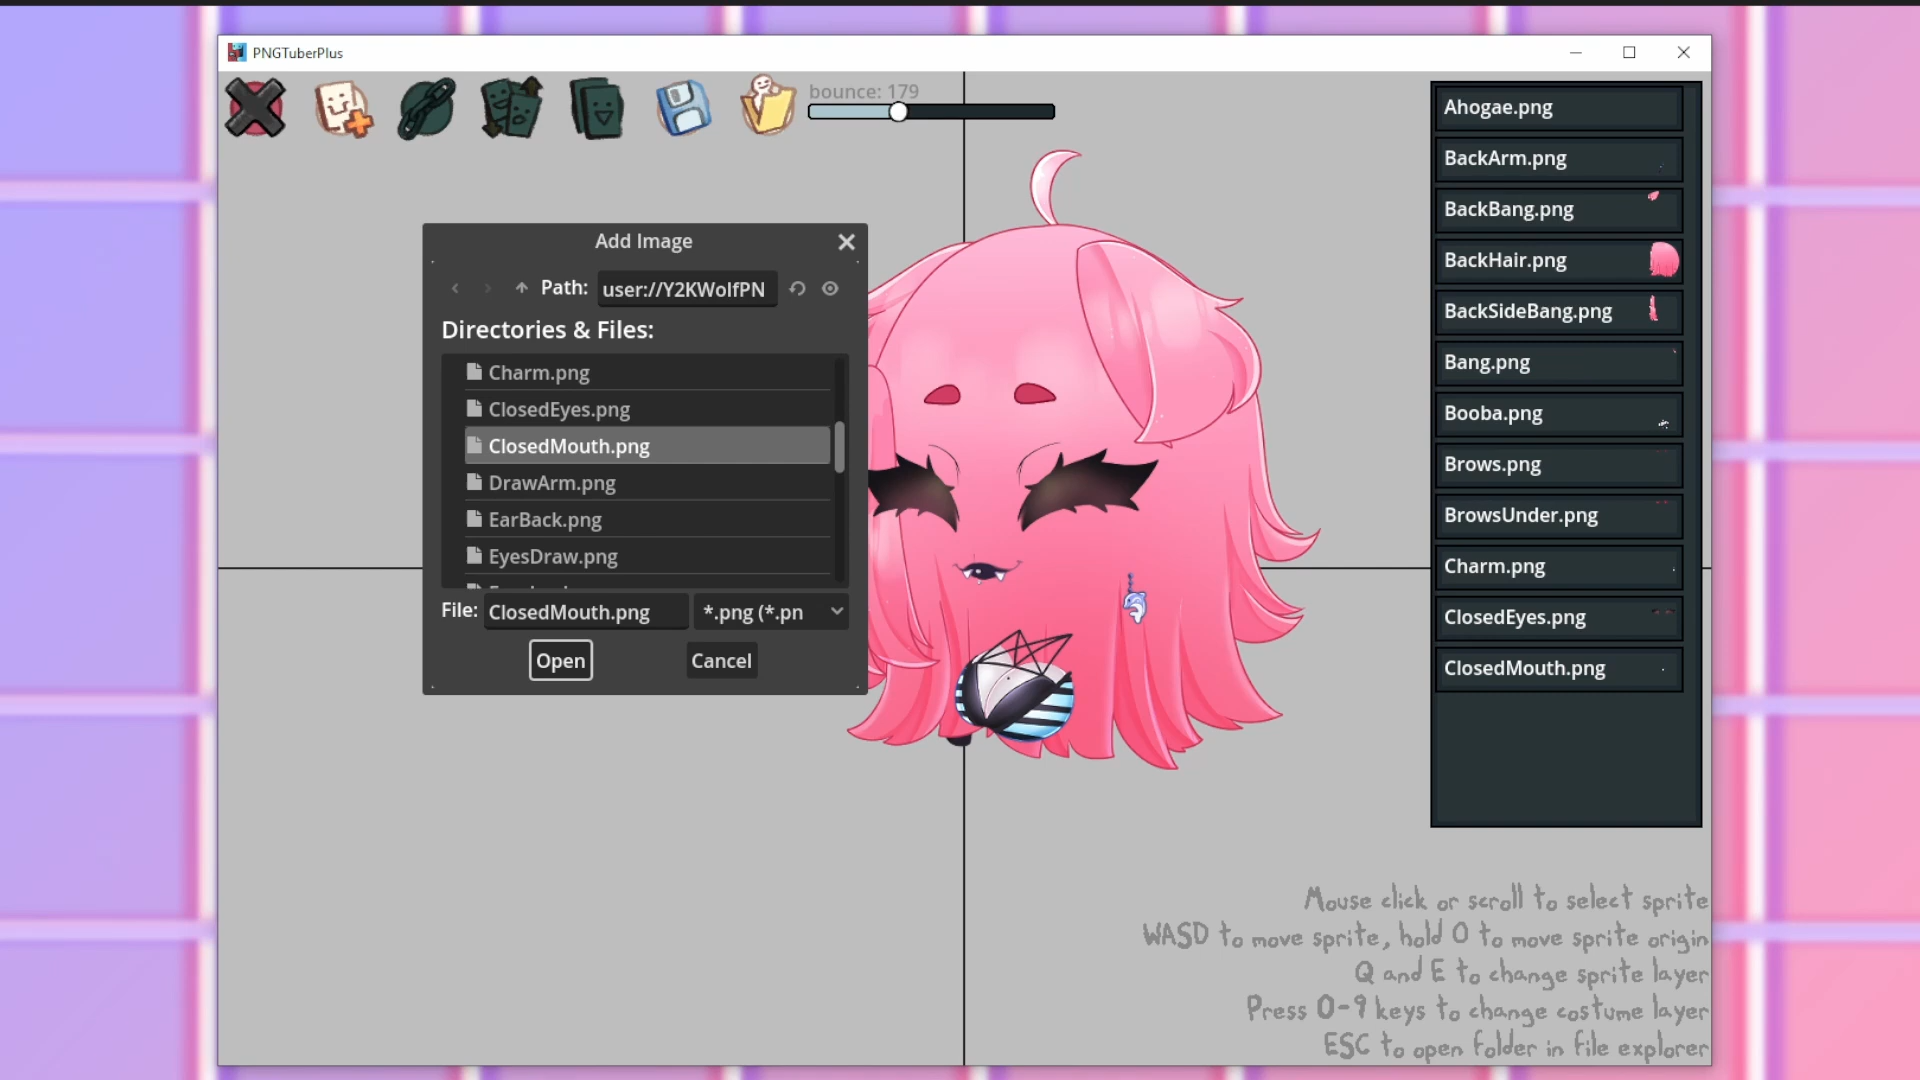 PNGTuberPlus
bounce: 179
Add Image
Path: user://Y2KWolfPN
Directories & Files:
Charm.png
ClosedEyes.png
ClosedMouth.png
DrawArm.png
EarBack.png
EyesDraw.png
File: ClosedMouth.png *.png (*.pn
Open Cancel
Ahogae.png
BackArm.png
BackBang.png
BackHair.png
BackSideBang.png
Bang.png
Booba.png
Brows.png
BrowsUnder.png
Charm.png
ClosedEyes.png
ClosedMouth.png
Mouse click or scroll to select sprite
WASD to move sprite, hold O to move sprite origin
Q and E to change sprite layer
Press 0-9 keys to change costume layer
ESC to open folder in file explorer